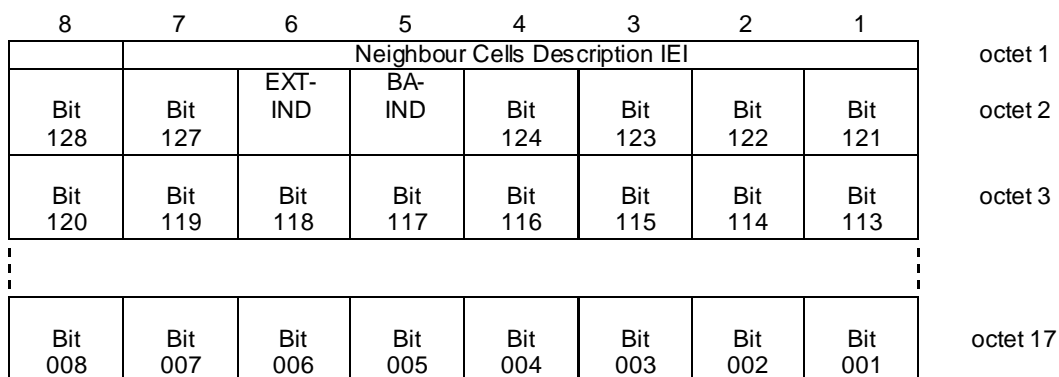 8 7 6 5 4 3 2 1
Neighbour Cells Description IEI octet 1
EXT- BA-
Bit Bit IND IND Bit Bit Bit Bit octet 2
128 127 124 123 122 121
Bit Bit Bit Bit Bit Bit Bit Bit octet 3
120 119 118 117 116 115 114 113
Bit Bit Bit Bit Bit Bit Bit Bit octet 17
008 007 006 005 004 003 002 001